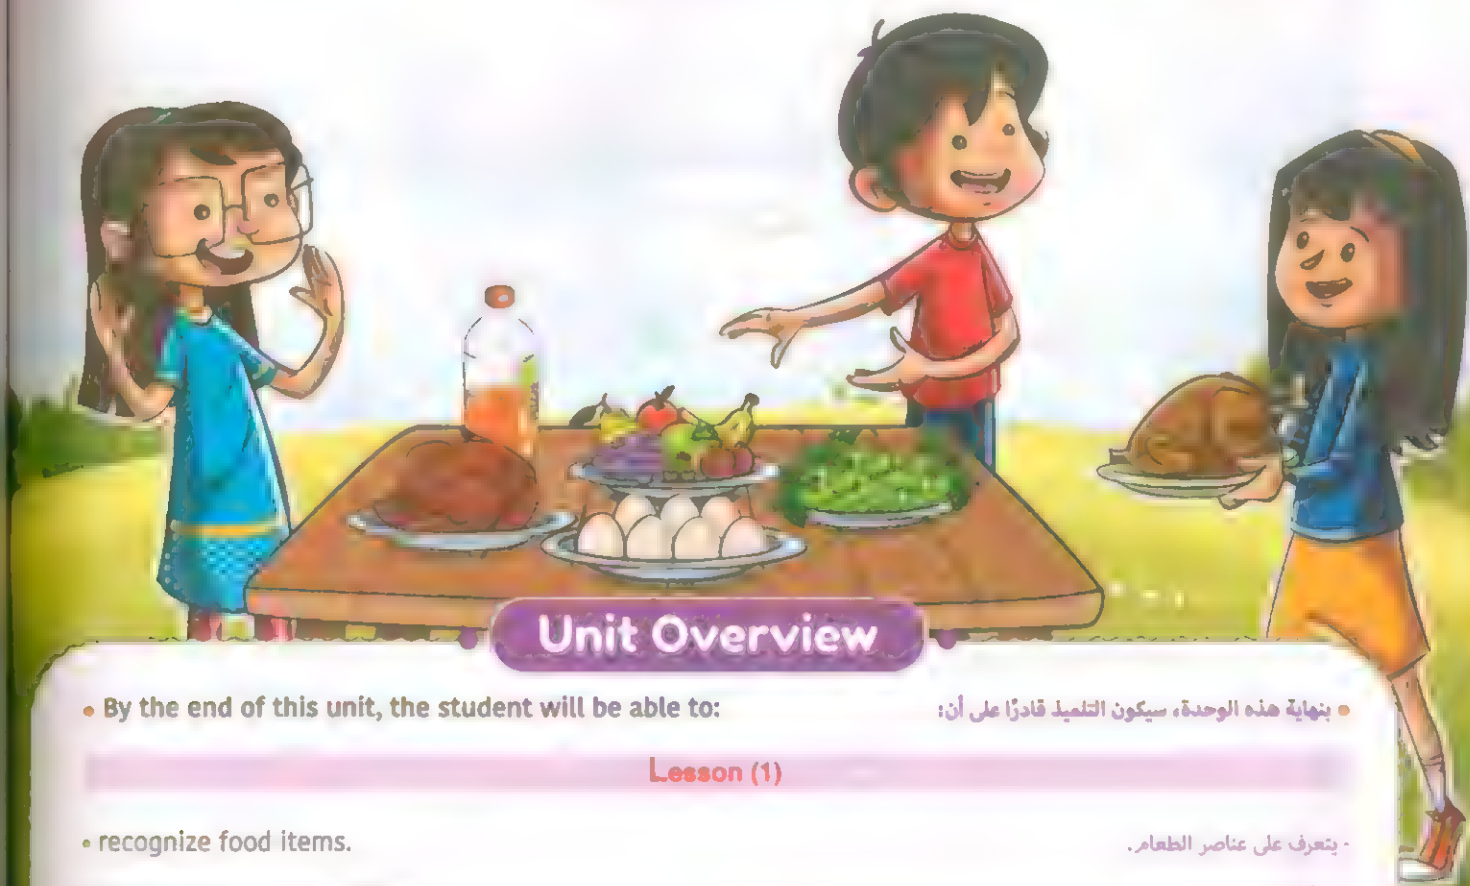 Unit Overview
• By the end of this unit, the student will be able to:
• بنهاية هذه الوحدة، سيكون التلميذ قادرًا على أن:
Lesson (1)
• recognize food items.
- يتعرف على عناصر الطعام.